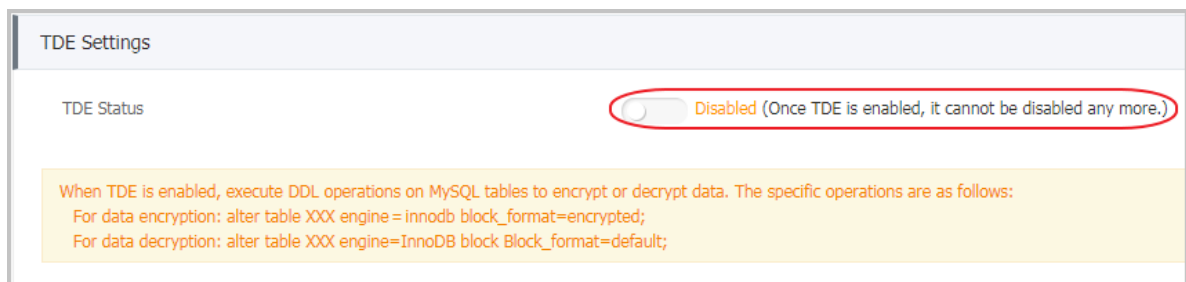 TDE Settings
TDE Status
Disabled (Once TDE is enabled, it cannot be disabled any more.)
When TDE is enabled, execute DDL operations on MySQL tables to encrypt or decrypt data. The specific operations are as follows:
For data encryption: alter table XXX engine=innodb block_format=encrypted;
For data decryption: alter table XXX engine=InnoDB block Block_format=default;